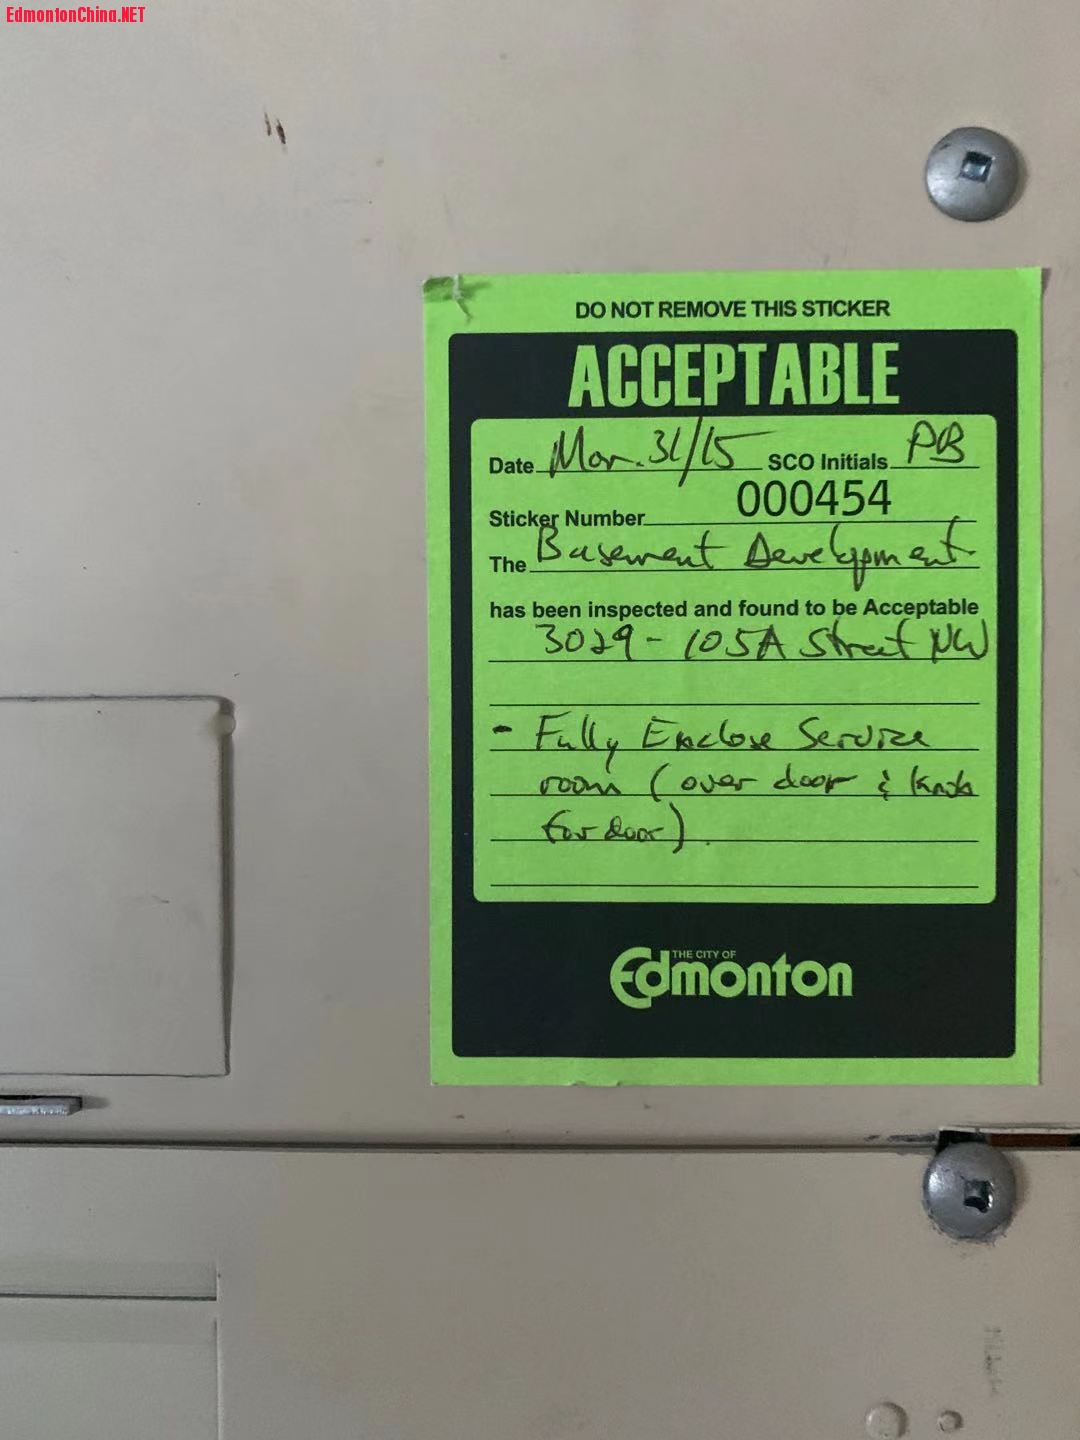 EdmontonChina.NET
DO NOT REMOVE THIS STICKER
ACCEPTABLE
Date Mar. 31/15 SCO Initials PB
Sticker Number 000454
The Basement Development
has been inspected and found to be Acceptable
3029 - 105A Street NW
- Fully Enclose Service
room (over door & knob
for door).
THE CITY OF
Edmonton